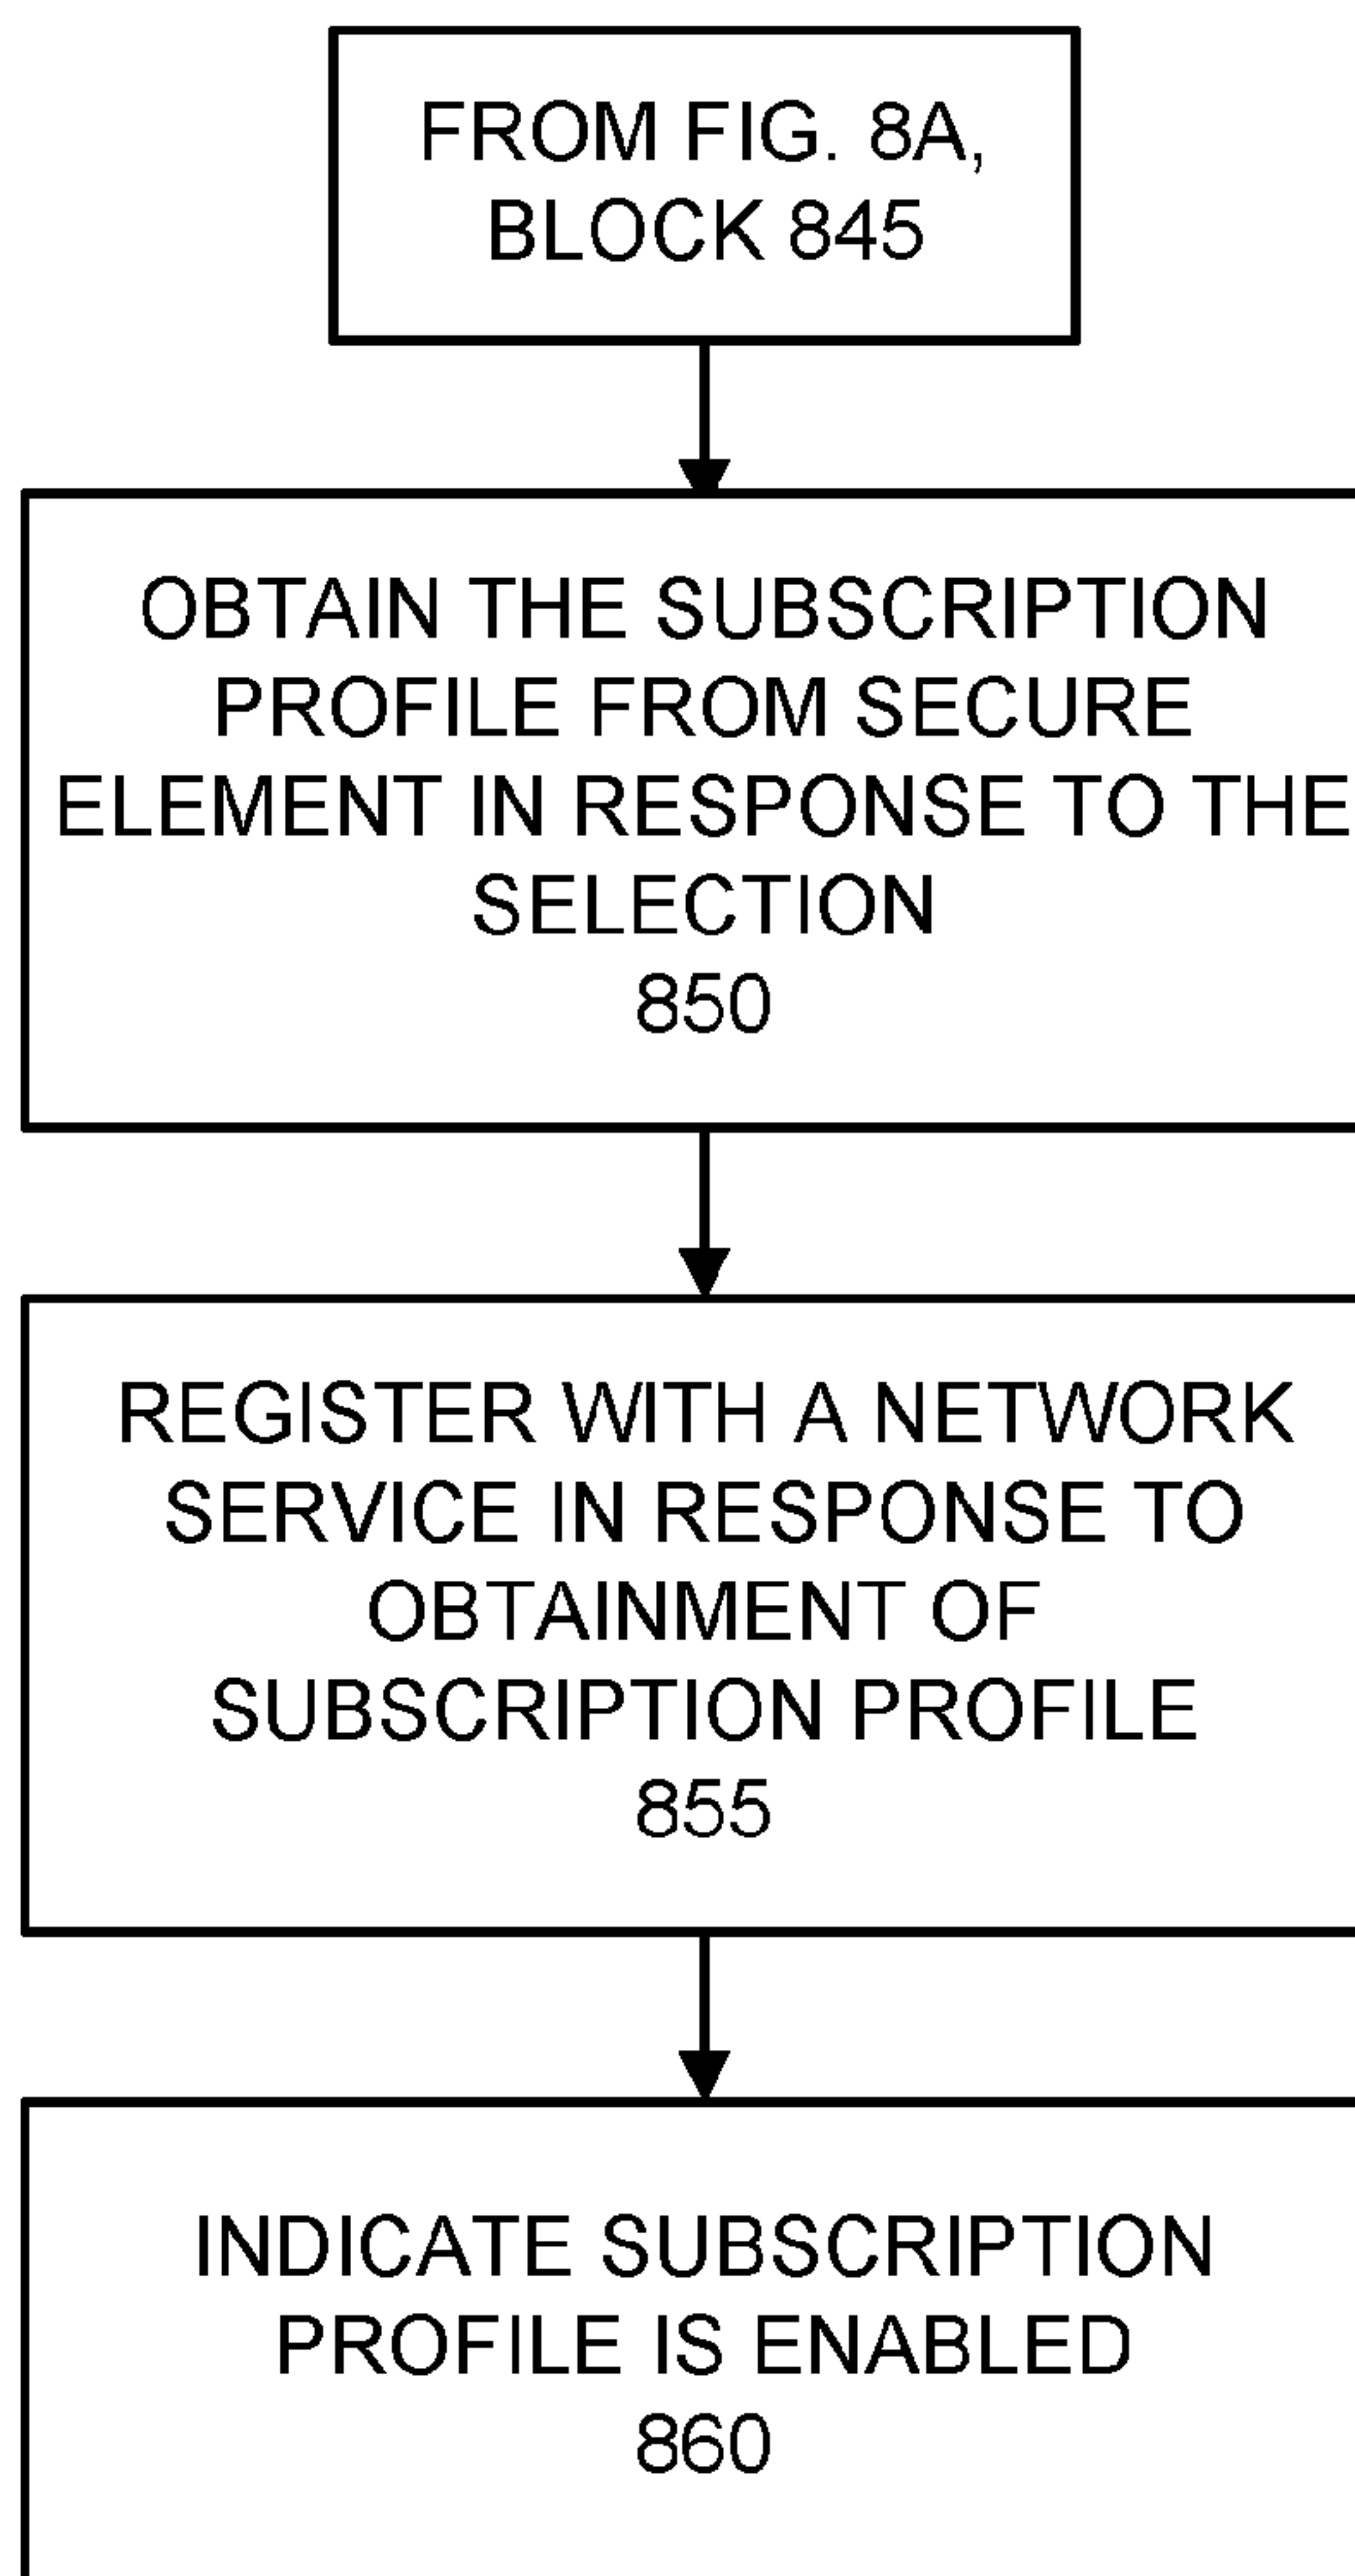 FROM FIG. 8A,
BLOCK 845
OBTAIN THE SUBSCRIPTION
PROFILE FROM SECURE
ELEMENT IN RESPONSE TO THE
SELECTION
850
REGISTER WITH A NETWORK
SERVICE IN RESPONSE TO
OBTAINMENT OF
SUBSCRIPTION PROFILE
855
INDICATE SUBSCRIPTION
PROFILE IS ENABLED
860